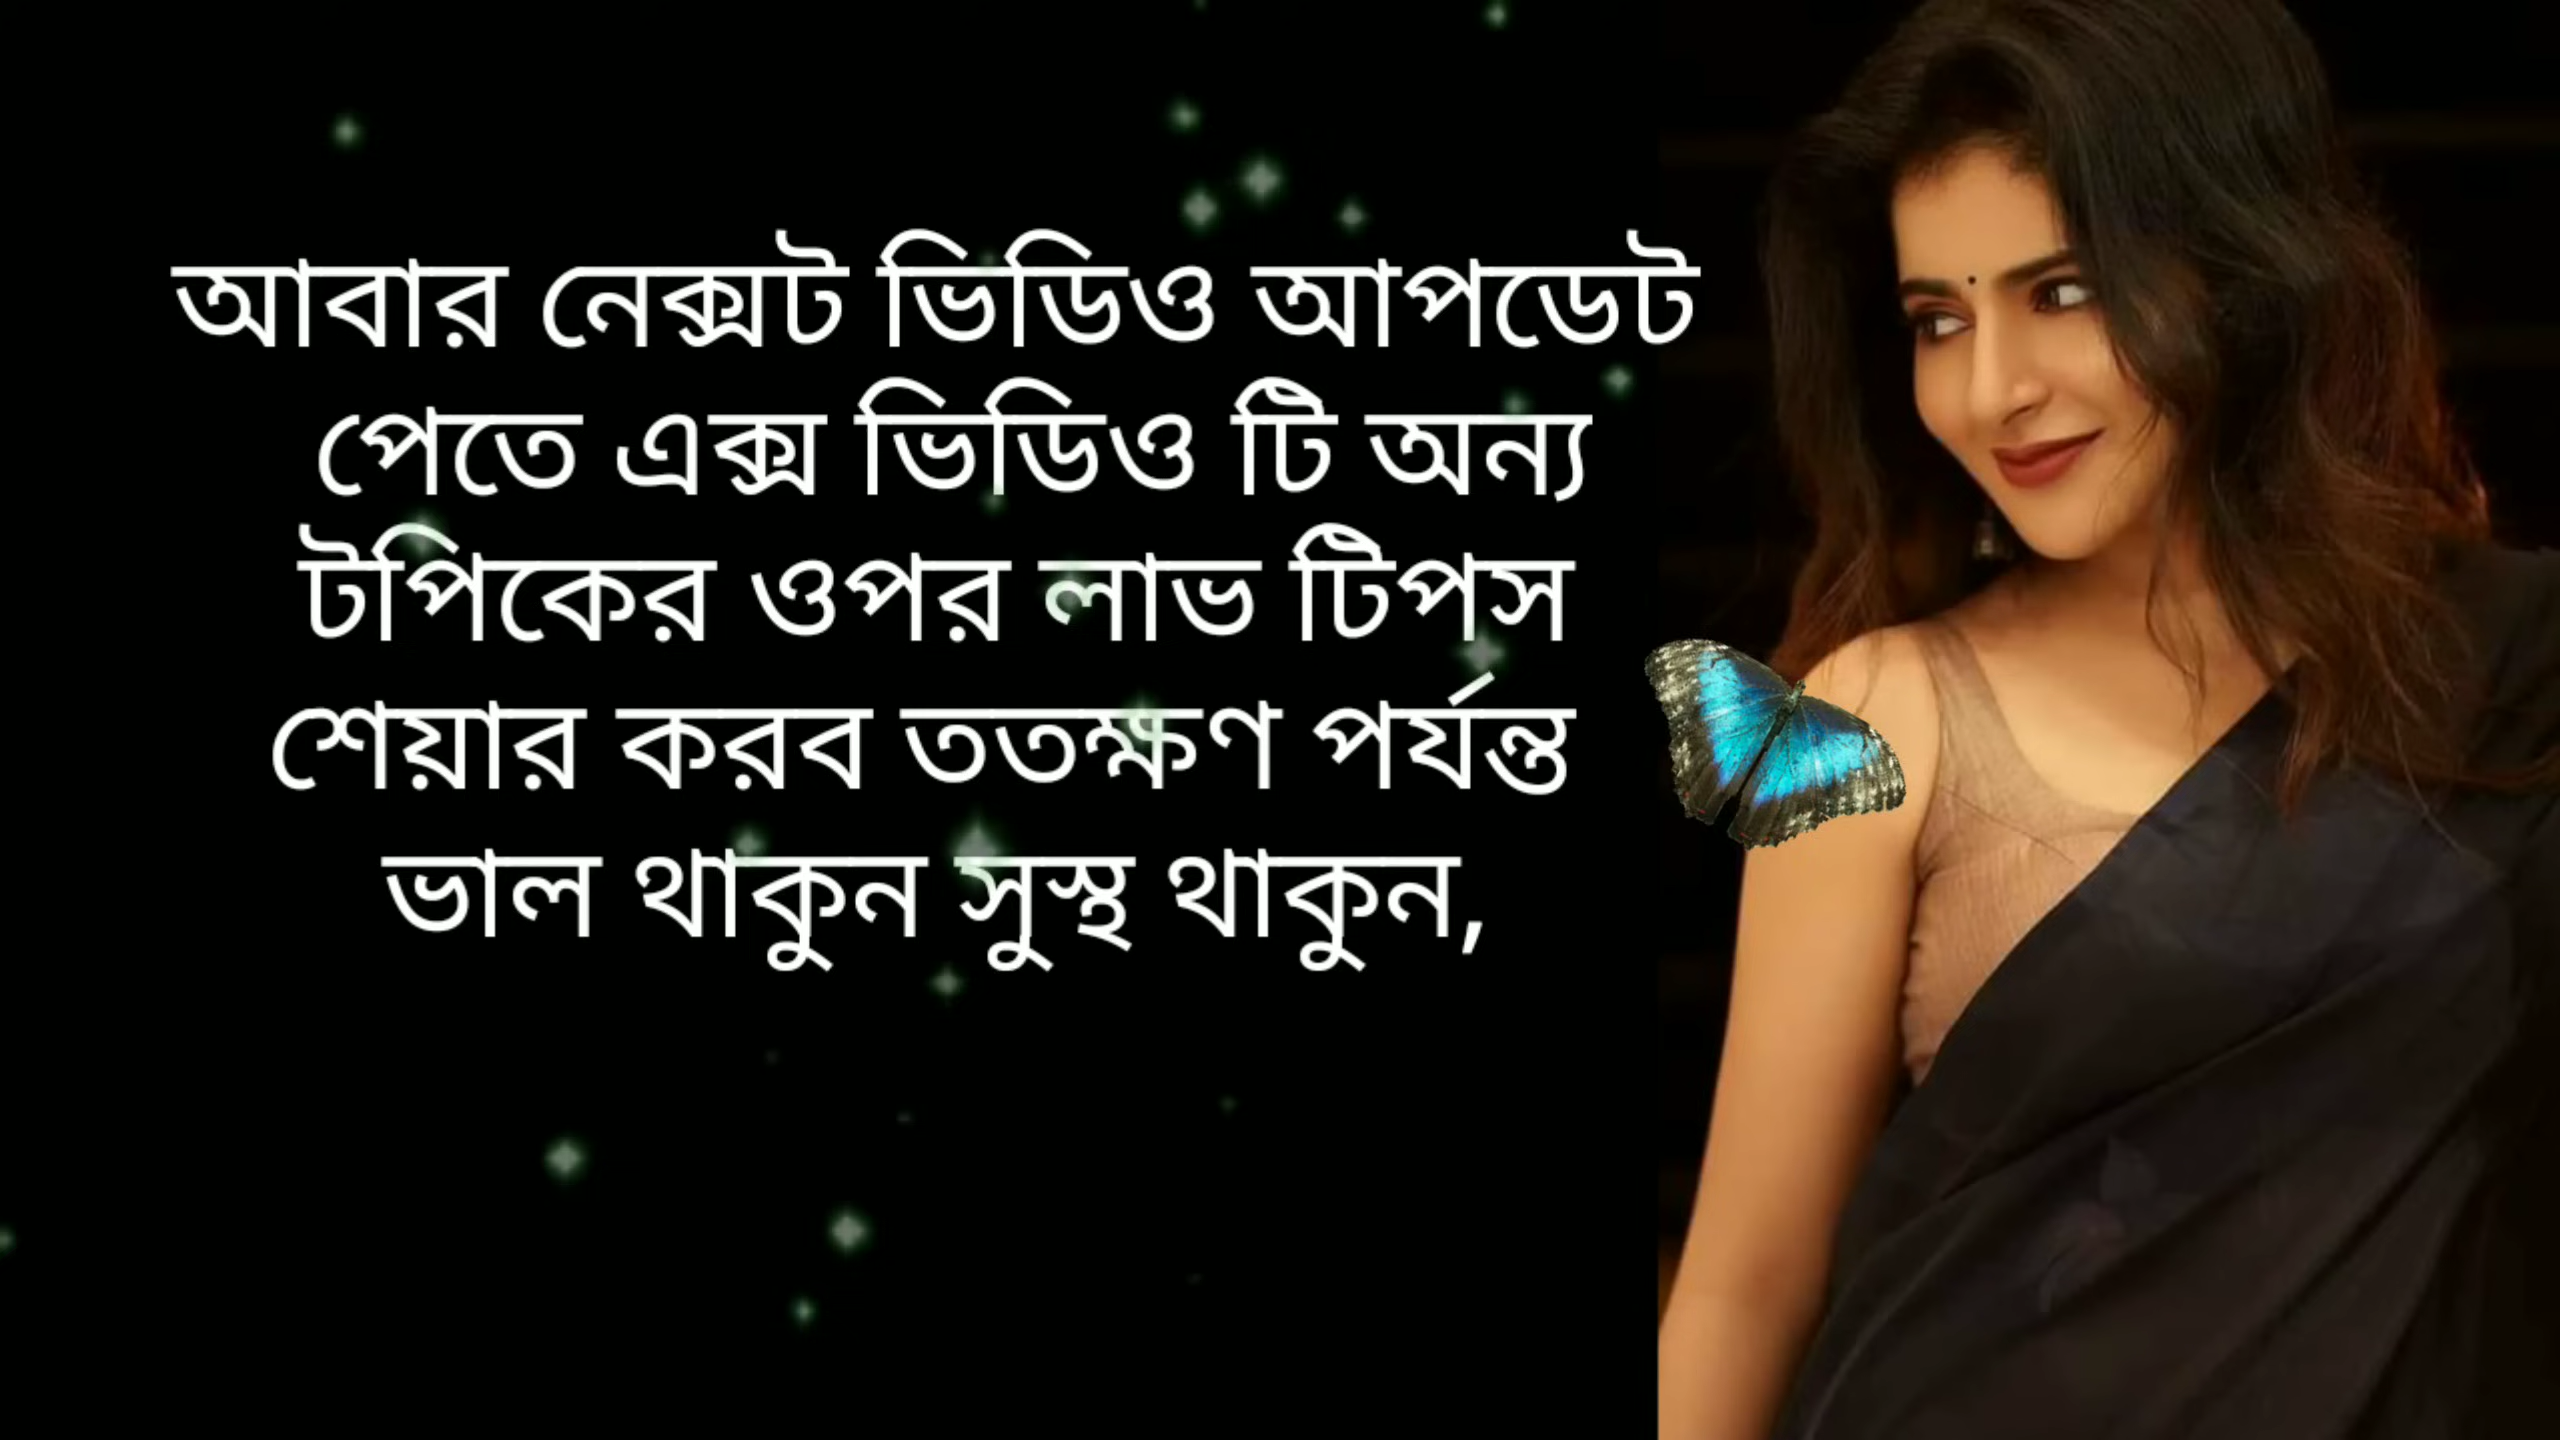 আবার নেক্সট ভিডিও আপডেট
পেতে এক্স ভিডিও টি অন্য
টপিকের ওপর লাভ টিপস
শেয়ার করব ততক্ষণ পর্যন্ত
ভাল থাকুন সুস্থ থাকুন,